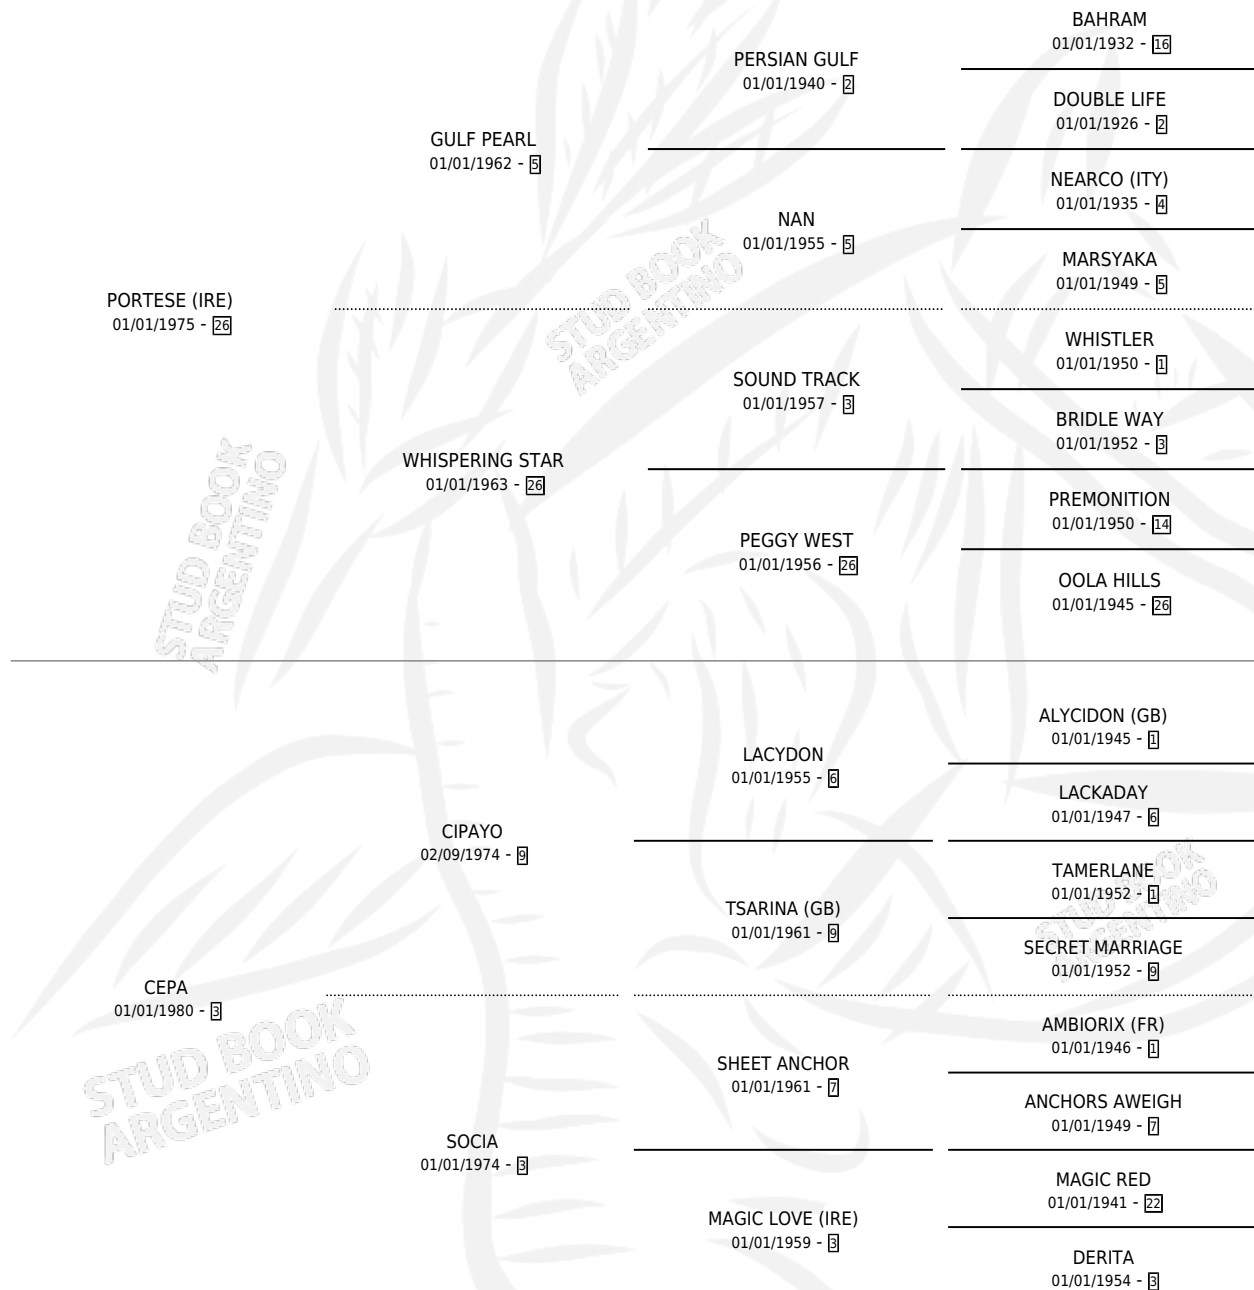 PORTESE (IRE)
01/01/1975 - 26
GULF PEARL
01/01/1962 - 5
PERSIAN GULF
01/01/1940 - 2
BAHRAM
01/01/1932 - 16
DOUBLE LIFE
01/01/1926 - 2
NAN
01/01/1955 - 5
NEARCO (ITY)
01/01/1935 - 4
MARSYAKA
01/01/1949 - 5
WHISPERING STAR
01/01/1963 - 26
SOUND TRACK
01/01/1957 - 3
WHISTLER
01/01/1950 - 1
BRIDLE WAY
01/01/1952 - 3
PEGGY WEST
01/01/1956 - 26
PREMONITION
01/01/1950 - 14
OOLA HILLS
01/01/1945 - 26
CEPA
01/01/1980 - 3
CIPAYO
02/09/1974 - 9
LACYDON
01/01/1955 - 6
ALYCIDON (GB)
01/01/1945 - 1
LACKADAY
01/01/1947 - 6
TSARINA (GB)
01/01/1961 - 9
TAMERLANE
01/01/1952 - 1
SECRET MARRIAGE
01/01/1952 - 9
SOCIA
01/01/1974 - 3
SHEET ANCHOR
01/01/1961 - 7
AMBIORIX (FR)
01/01/1946 - 1
ANCHORS AWEIGH
01/01/1949 - 7
MAGIC LOVE (IRE)
01/01/1959 - 3
MAGIC RED
01/01/1941 - 22
DERITA
01/01/1954 - 3
STUD BOOK
ARGENTINO
STUD BOOK
ARGENTINO
STUD BOOK
ARGENTINO
STUD BOOK
ARGENTINO